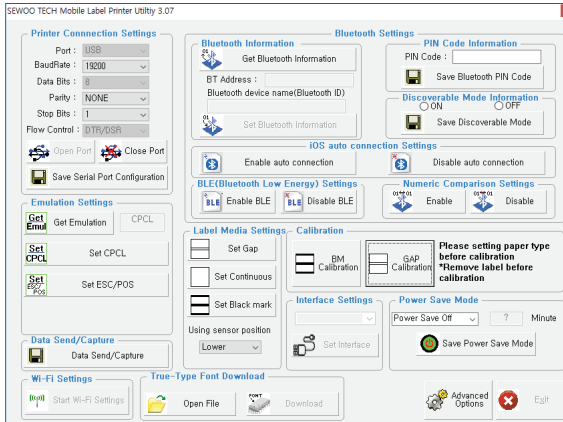 SEWOO TECH Mobile Label Printer Utiltiy 3.07
Printer Connnection Settings
Port : USB
BaudRate : 19200
Data Bits : 8
Parity : NONE
Stop Bits : 1
Flow Control : DTR/DSR
Open Port
Close Port
Save Serial Port Configuration
Emulation Settings
Get Emul
Get Emulation
CPCL
Set CPCL
Set CPCL
Set ESC/POS
Set ESC/POS
Data Send/Capture
Data Send/Capture
Wi-Fi Settings
Start Wi-Fi Settings
True-Type Font Download
Open File
FONT
Download
Bluetooth Settings
Bluetooth Information
01
Get Bluetooth Information
BT Address :
Bluetooth device name(Bluetooth ID)
01
Set Bluetooth Information
PIN Code Information
PIN Code :
Save Bluetooth PIN Code
Discoverable Mode Information
ON OFF
Save Discoverable Mode
iOS auto connection Settings
Enable auto connection
Disable auto connection
BLE(Bluetooth Low Energy) Settings
BLE
Enable BLE
BLE
Disable BLE
Numeric Comparison Settings
01 01
Enable
01 01
Disable
Label Media Settings
Set Gap
Set Continuous
Set Black mark
Using sensor position
Lower
Calibration
BM
Calibration
GAP
Calibration
Please setting paper type
before calibration
*Remove label before
calibration
Interface Settings
Set Interface
Power Save Mode
Power Save Off
? Minute
Save Power Save Mode
Advanced
Options
Exit